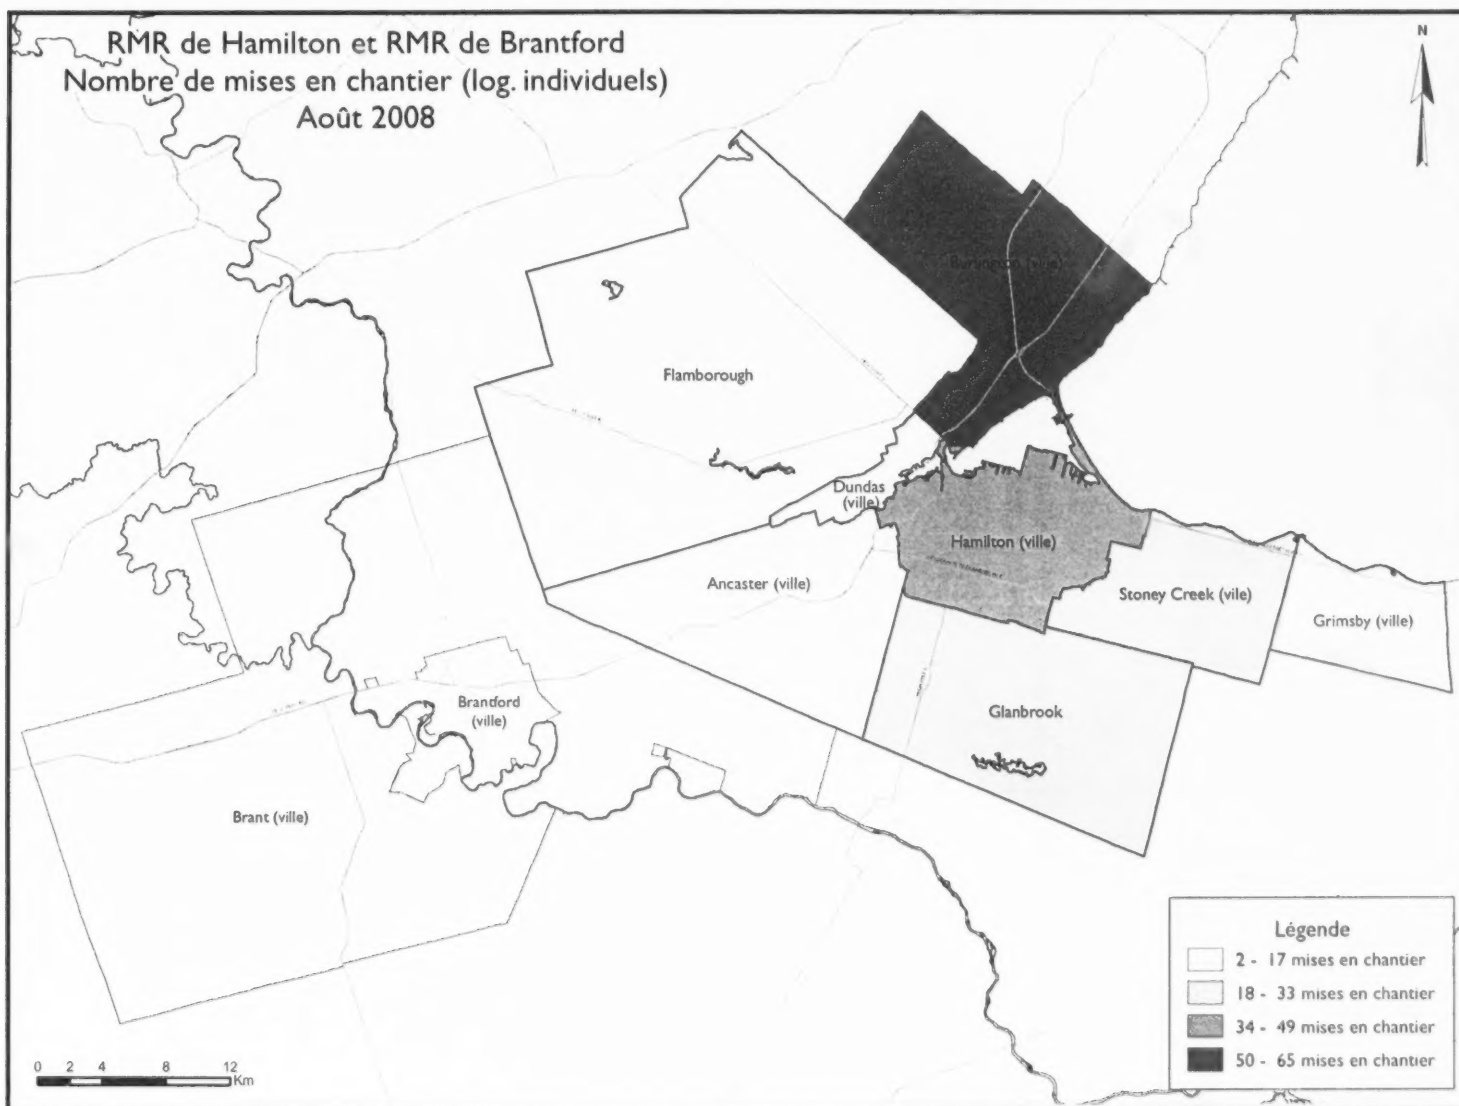 RMR de Hamilton et RMR de Brantford
Nombre de mises en chantier (log. individuels)
Août 2008
N
Burlington (ville)
Flamborough
Dundas
(ville)
Hamilton (ville)
Ancaster (ville)
Stoney Creek (vile)
Grimsby (ville)
Brantford
(ville)
Glanbrook
Brant (ville)
Légende
2 - 17 mises en chantier
18 - 33 mises en chantier
34 - 49 mises en chantier
50 - 65 mises en chantier
0 2 4 8 12
Km